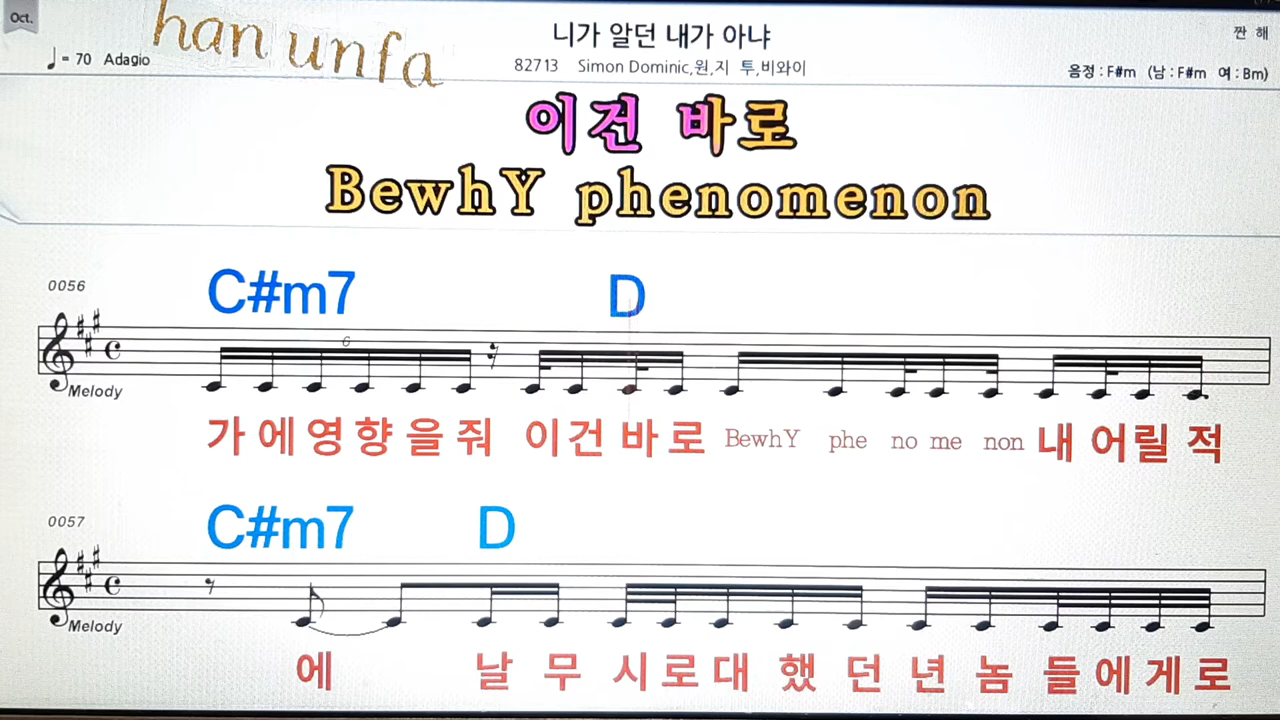 Oct.
han unfa
니가 알던 내가 아냐
짠 해
♩= 70 Adagio
82713 Simon Dominic,원,지 투,비와이
음정 : F#m (남 : F#m 여 : Bm)
이건 바로
BewhY phenomenon
0056
C#m7 D
6
Melody
가 에 영 향 을 줘 이 건 바 로 BewhY phe no me non 내 어 릴 적
0057
C#m7 D
Melody
에 날 무 시 로 대 했 던 년 놈 들 에 게 로